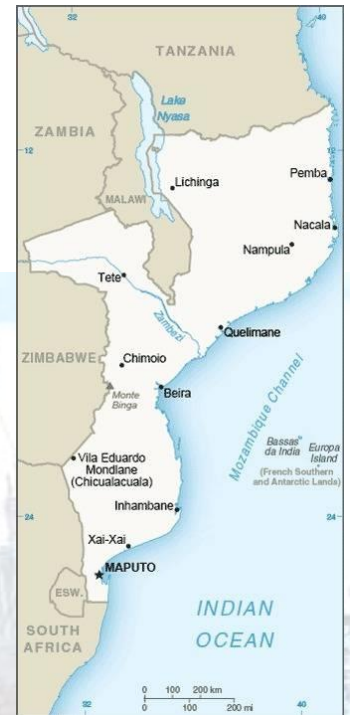 32
40
TANZANIA
Lake
Nyasa
ZAMBIA
12
12
Pemba
Lichinga
MALAWI
Nacala
Nampula
Tete
Zambezi
Quelimane
ZIMBABWE
Chimoio
Monte
Binga
Beira
Mozambique Channel
Bassas
da India
Europa
Island
(French Southern
and Antarctic Landa)
Vila Eduardo
Mondlane
(Chicualacuala)
Inhambane
24
24
Xai-Xai
MAPUTO
ESW.
INDIAN
OCEAN
SOUTH
AFRICA
0 100 200 km
0 100 200 mi
32
40